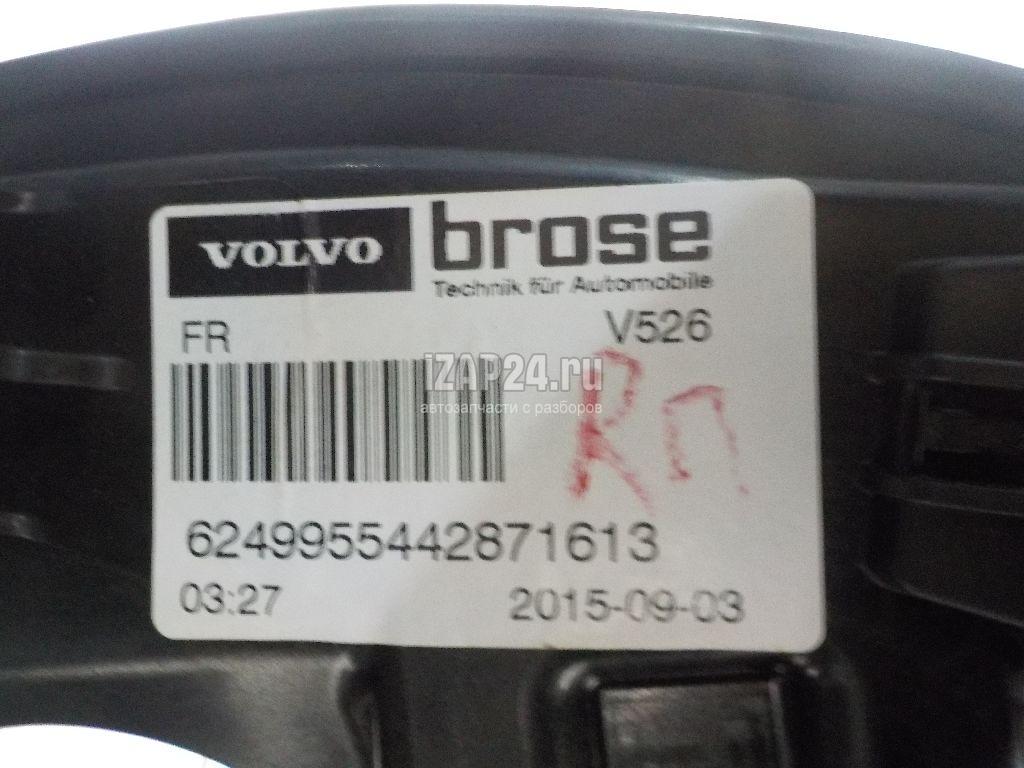 VOLVO brose
Technik für Automobile
FR V526
iZAP24.ru
автозапчасти с разборов
RП
6249955442871613
03:27 2015-09-03